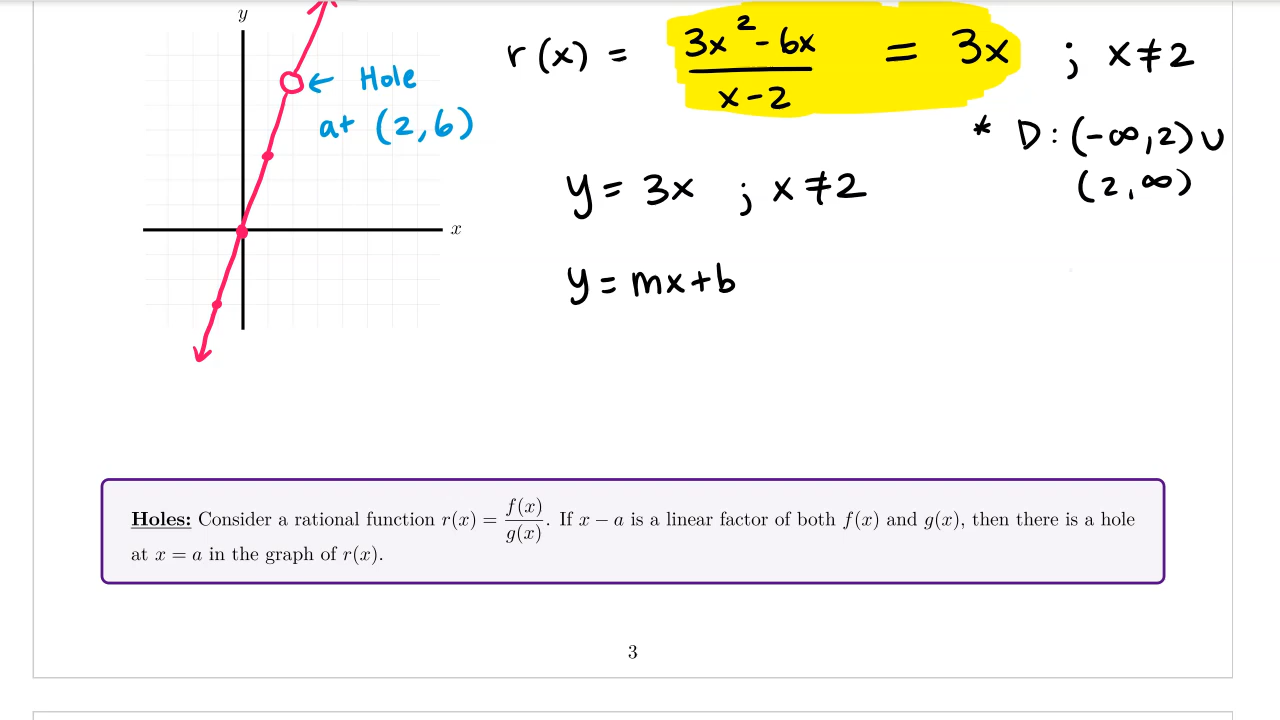 y
r(x) = 3x² - 6x / x - 2 = 3x ; x ≠ 2
← Hole
at (2,6)
* D: (-∞,2) ∪
(2,∞)
y = 3x ; x ≠ 2
x
y = mx+b
Holes: Consider a rational function r(x) = f(x)/g(x). If x − a is a linear factor of both f(x) and g(x), then there is a hole
at x = a in the graph of r(x).
3